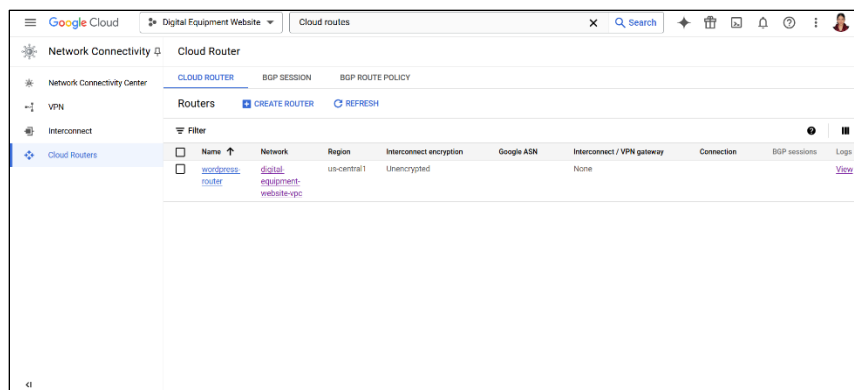 Google Cloud
Digital Equipment Website
Cloud routes
Search
Network Connectivity
Cloud Router
Network Connectivity Center
VPN
Interconnect
Cloud Routers
CLOUD ROUTER BGP SESSION BGP ROUTE POLICY
Routers CREATE ROUTER REFRESH
Filter
Name Network Region Interconnect encryption Google ASN Interconnect / VPN gateway Connection BGP sessions Logs
wordpress- digital- us-central1 Unencrypted None View
router equipment-
website-vpc